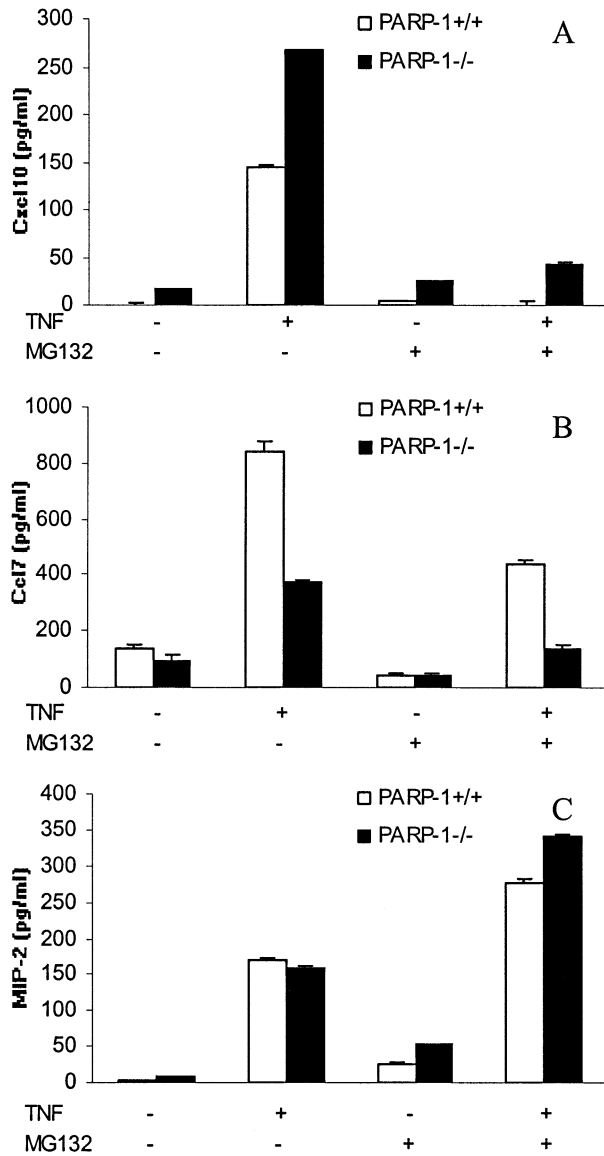 300
250
200
150
100
50
0
Cxcl10 (pg/ml)
PARP-1+/+
PARP-1-/-
A
TNF - + - +
MG132 - - + +
1000
800
600
400
200
0
Ccl7 (pg/ml)
PARP-1+/+
PARP-1-/-
B
TNF - + - +
MG132 - - + +
400
350
300
250
200
150
100
50
0
MIP-2 (pg/ml)
PARP-1+/+
PARP-1-/-
C
TNF - + - +
MG132 - - + +